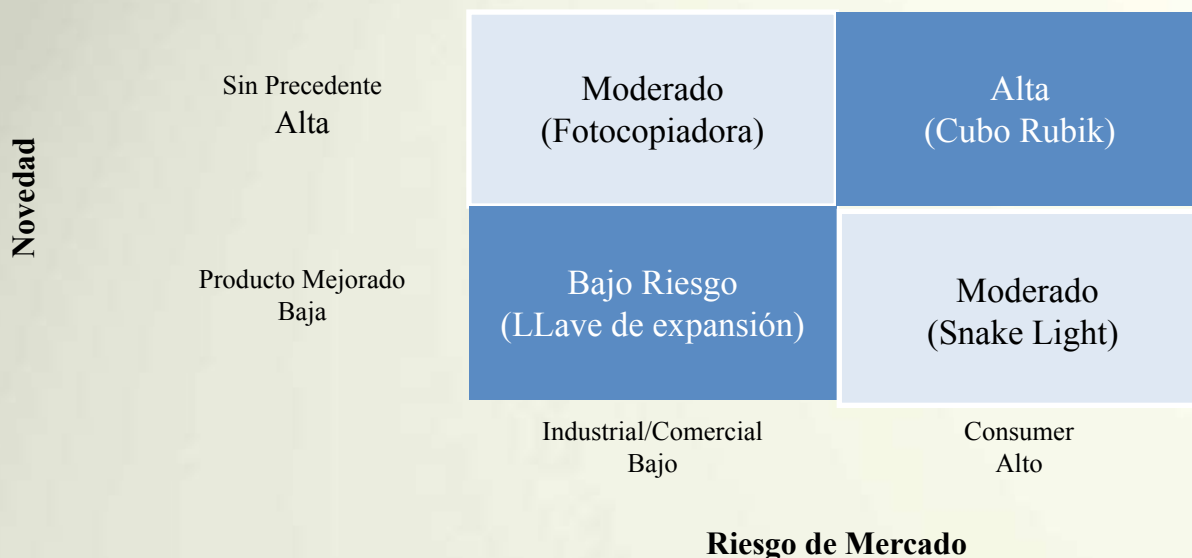 Novedad
Sin Precedente
Alta
Moderado
(Fotocopiadora)
Alta
(Cubo Rubik)
Producto Mejorado
Baja
Bajo Riesgo
(LLave de expansión)
Moderado
(Snake Light)
Industrial/Comercial
Bajo
Consumer
Alto
Riesgo de Mercado